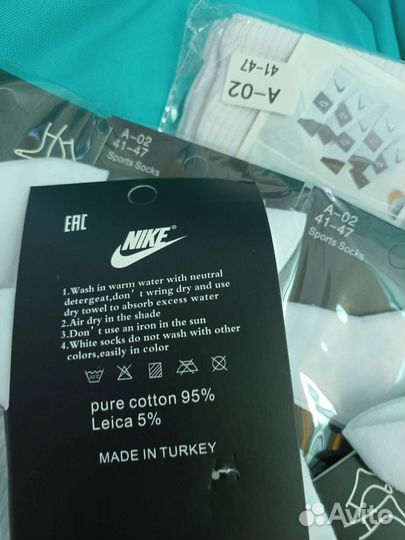 A-02
41-47
A-02
41-47
Sports Socks
A-02
41-47
Sports Socks
EAC
NIKE
1.Wash in warm water with neutral
detergeat,don't wring dry and use
dry towel to absorb excess water
2.Air dry in the shade
3.Don't use an iron in the sun
4.White socks do not wash with other
colors,easily in color
pure cotton 95%
Leica 5%
MADE IN TURKEY
Avito